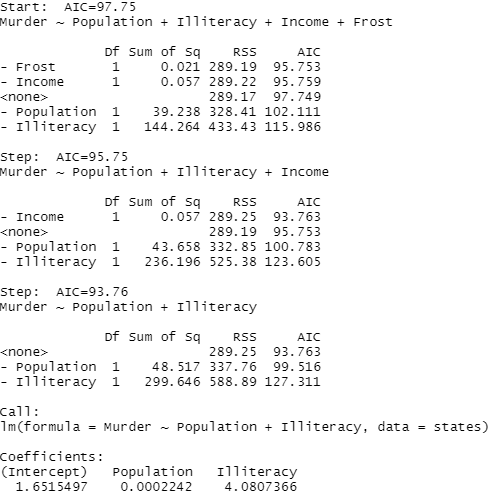 Start:  AIC=97.75
Murder ~ Population + Illiteracy + Income + Frost
             Df Sum of Sq    RSS     AIC
- Frost       1     0.021 289.19  95.753
- Income      1     0.057 289.22  95.759
<none>                    289.17  97.749
- Population  1    39.238 328.41 102.111
- Illiteracy  1   144.264 433.43 115.986
Step:  AIC=95.75
Murder ~ Population + Illiteracy + Income
             Df Sum of Sq    RSS     AIC
- Income      1     0.057 289.25  93.763
<none>                    289.19  95.753
- Population  1    43.658 332.85 100.783
- Illiteracy  1   236.196 525.38 123.605
Step:  AIC=93.76
Murder ~ Population + Illiteracy
             Df Sum of Sq    RSS     AIC
<none>                    289.25  93.763
- Population  1    48.517 337.76  99.516
- Illiteracy  1   299.646 588.89 127.311
Call:
lm(formula = Murder ~ Population + Illiteracy, data = states)
Coefficients:
(Intercept)   Population   Illiteracy
  1.6515497    0.0002242    4.0807366